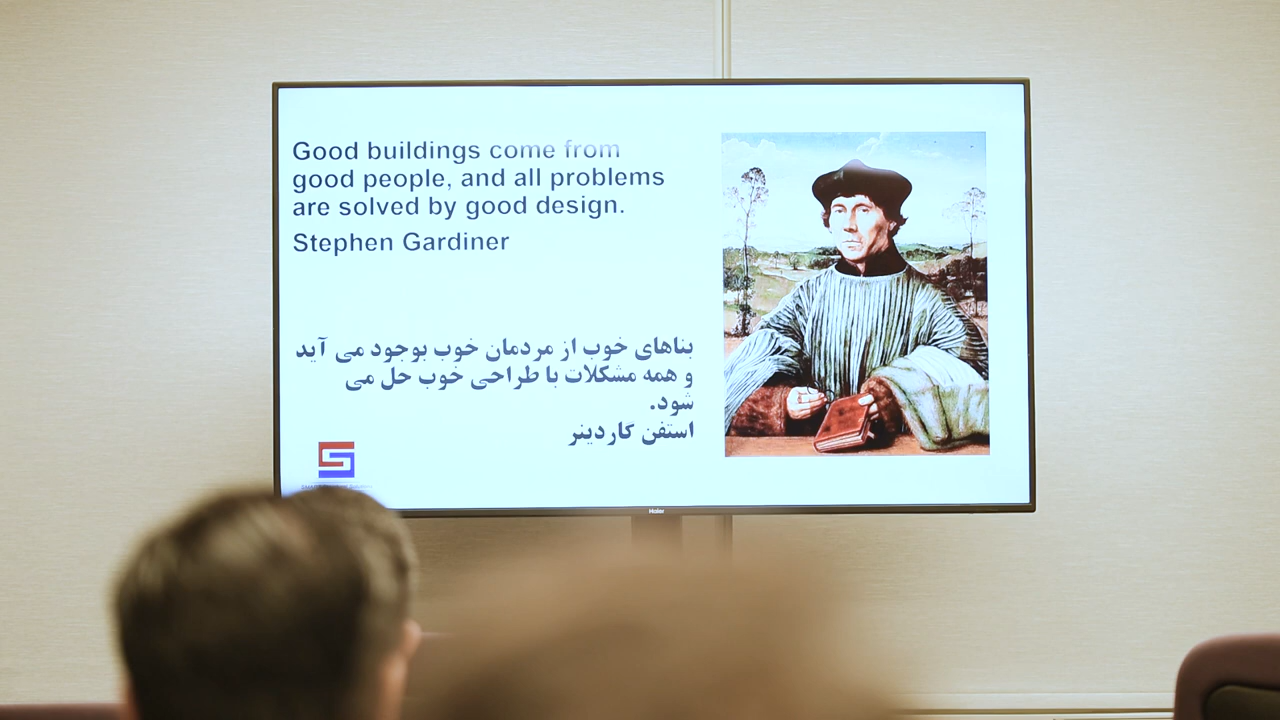 Good buildings come from
good people, and all problems
are solved by good design.
Stephen Gardiner
بناهای خوب از مردمان خوب بوجود می آید
و همه مشکلات با طراحی خوب حل می
شود.
استفن کاردینر
Haier